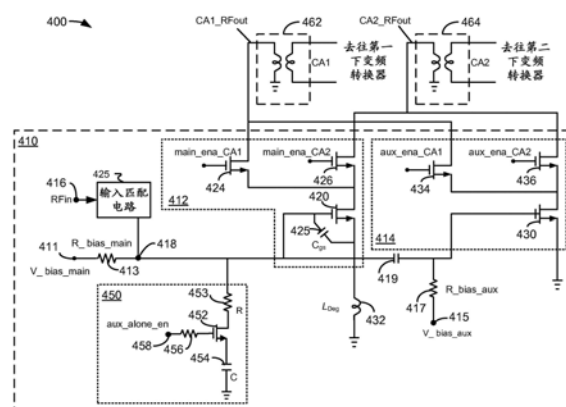 400
CA1_RFout
462
CA2_RFout
464
CA1
去往第一
下变频
转换器
CA2
去往第二
下变频
转换器
410
main_ena_CA1
main_ena_CA2
aux_ena_CA1
aux_ena_CA2
424
426
434
436
412
425
416
RFin
输入匹配
电路
420
425
Cgs
414
430
411
R_bias_main
418
V_bias_main
413
419
R_bias_aux
417
415
V_bias_aux
450
453
R
452
aux_alone_en
458
456
454
C
LDeg
432